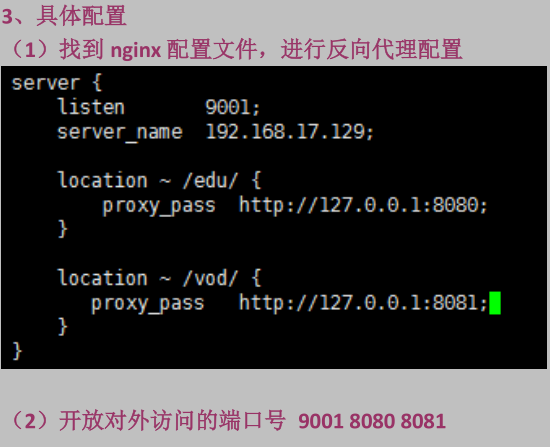 3、具体配置
（1）找到 nginx 配置文件，进行反向代理配置
server {
    listen       9001;
    server_name  192.168.17.129;

    location ~ /edu/ {
        proxy_pass  http://127.0.0.1:8080;
    }

    location ~ /vod/ {
       proxy_pass   http://127.0.0.1:8081;
    }
}
（2）开放对外访问的端口号 9001 8080 8081